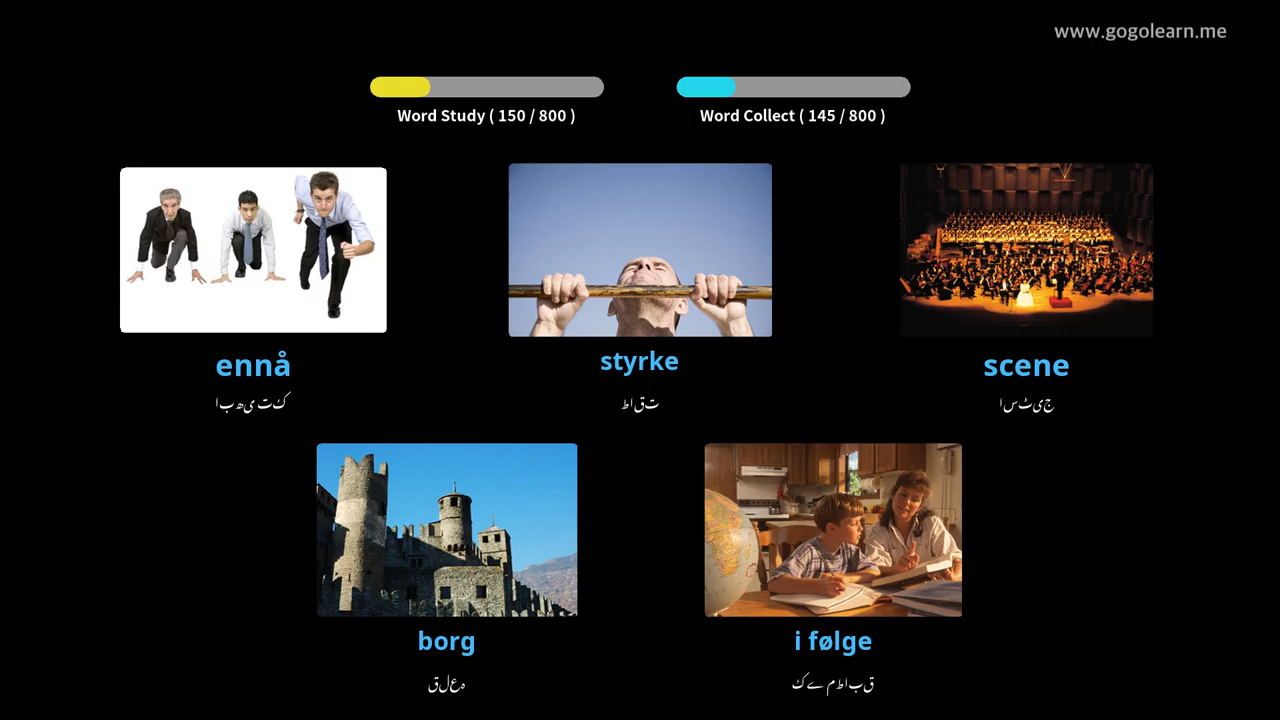 www.gogolearn.me
Word Study ( 150 / 800 )
Word Collect ( 145 / 800 )
ennå
ابھی تک
styrke
طاقت
scene
اسٹیج
borg
قلعہ
i følge
کے مطابق